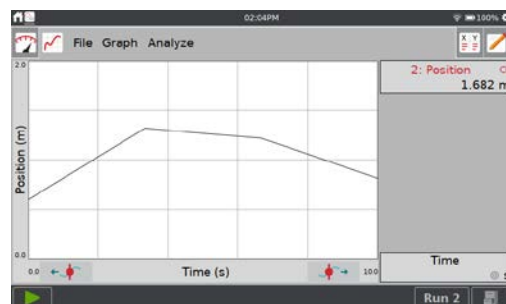 02:04PM 100%
File Graph Analyze
X Y
2: Position
1.682 m
2.0
Position (m)
0.0
0.0 Time (s) 10.0
Time
s
Run 2